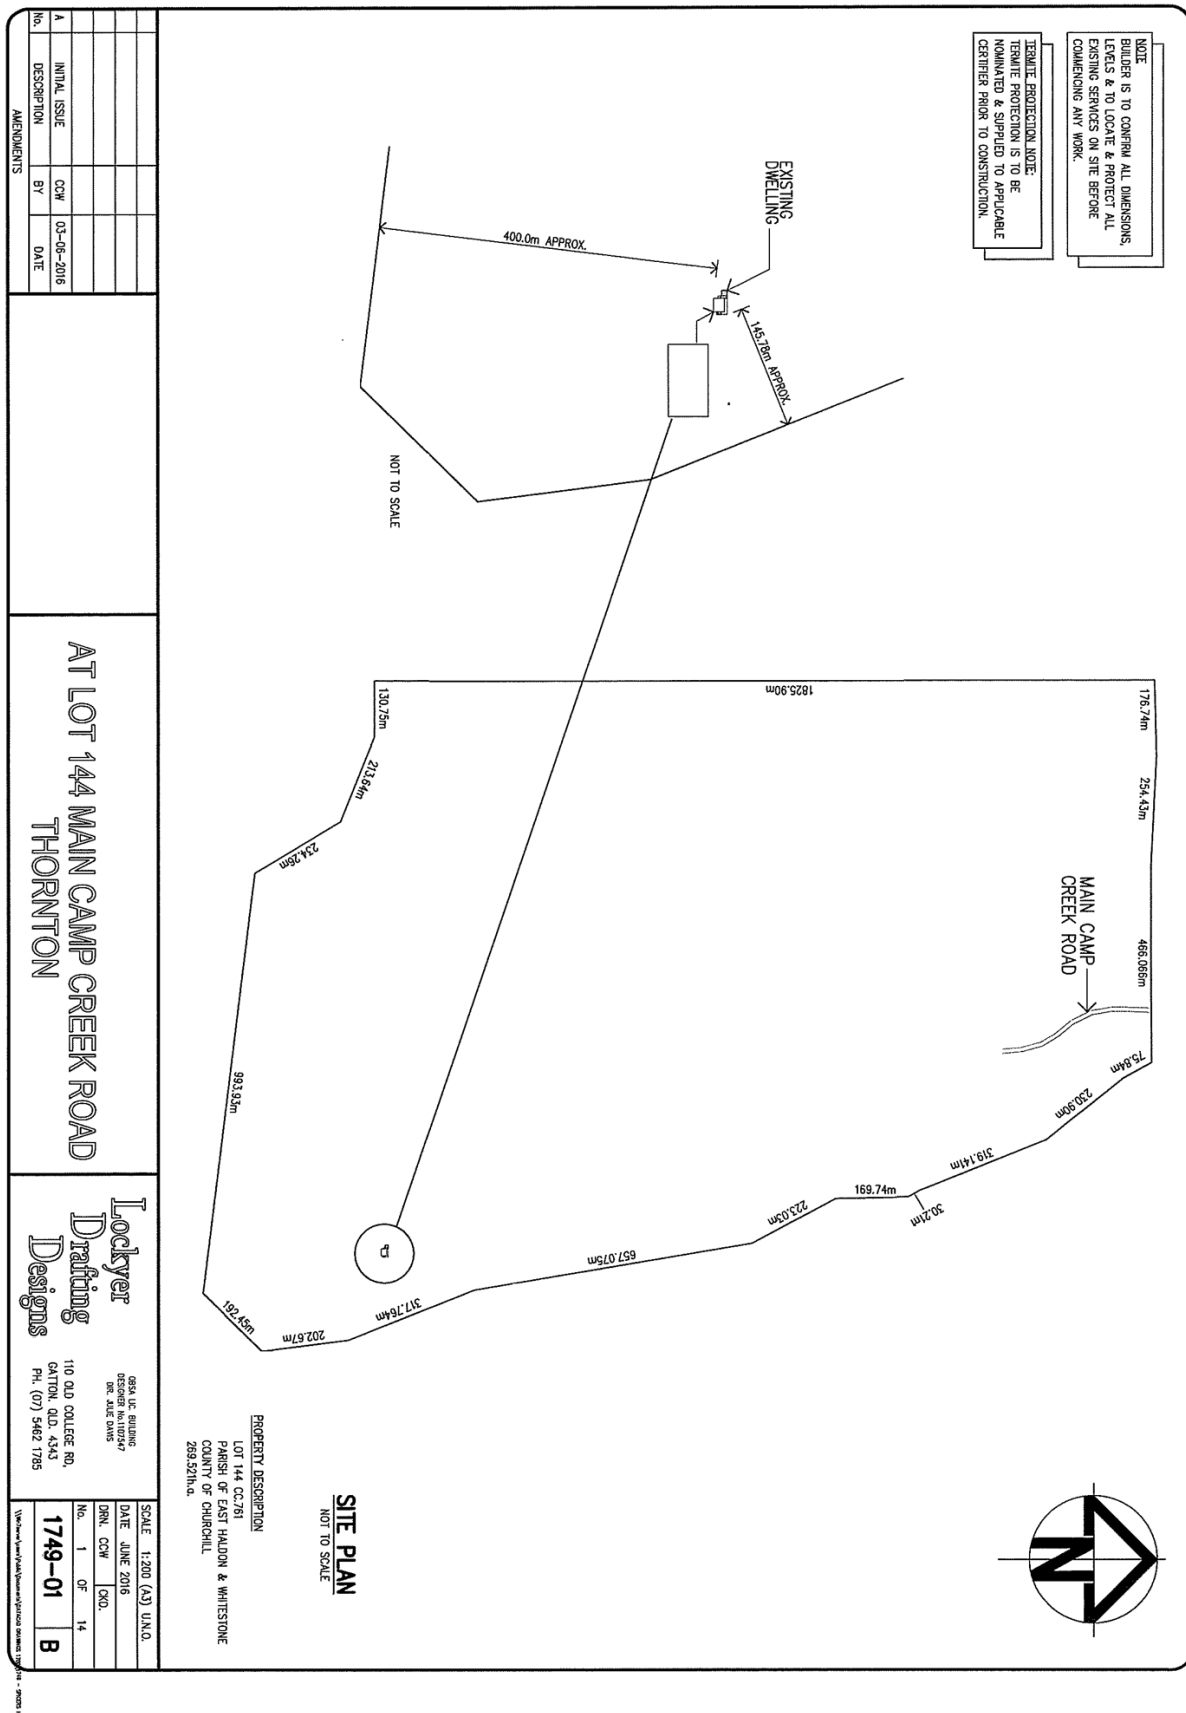 NOTE
BUILDER IS TO CONFIRM ALL DIMENSIONS,
LEVELS & TO LOCATE & PROTECT ALL
EXISTING SERVICES ON SITE BEFORE
COMMENCING ANY WORK.
TERMITE PROTECTION NOTE:
TERMITE PROTECTION IS TO BE
NOMINATED & SUPPLIED TO APPLICABLE
CERTIFIER PRIOR TO CONSTRUCTION.
EXISTING
DWELLING
400.0m APPROX.
145.78m APPROX.
NOT TO SCALE
176.74m
254.43m
466.066m
MAIN CAMP
CREEK ROAD
75.84m
230.90m
319.141m
30.21m
169.74m
223.03m
657.075m
317.764m
202.67m
192.45m
993.93m
234.26m
213.64m
130.75m
1825.90m
N
SITE PLAN
NOT TO SCALE
PROPERTY DESCRIPTION
LOT 144 CC.761
PARISH OF EAST HALDON & WHITESTONE
COUNTY OF CHURCHILL
269.521h.a.
A INITIAL ISSUE CCW 03-06-2016
No. DESCRIPTION BY DATE
AMENDMENTS
AT LOT 144 MAIN CAMP CREEK ROAD
THORNTON
Lockyer
Drafting
Designs
QBSA LIC. BUILDING
DESIGNER No.1107547
DIR. JULIE DAVIS
110 OLD COLLEGE RD,
GATTON, QLD. 4343
PH. (07) 5462 1785
SCALE 1:200 (A3) U.N.O.
DATE JUNE 2016
DRN. CCW CKD.
No. 1 OF 14
1749-01 B